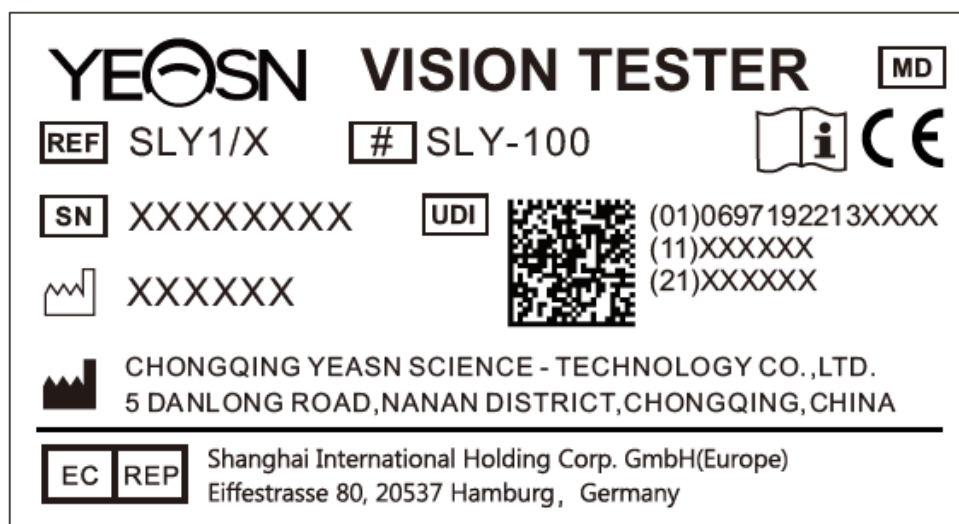 YEASN VISION TESTER MD
REF SLY1/X # SLY-100
SN XXXXXXXX UDI (01)0697192213XXXX
(11)XXXXXX
(21)XXXXXX
XXXXXX
CHONGQING YEASN SCIENCE - TECHNOLOGY CO.,LTD.
5 DANLONG ROAD,NANAN DISTRICT,CHONGQING,CHINA
EC REP Shanghai International Holding Corp. GmbH(Europe)
Eiffestrasse 80, 20537 Hamburg, Germany